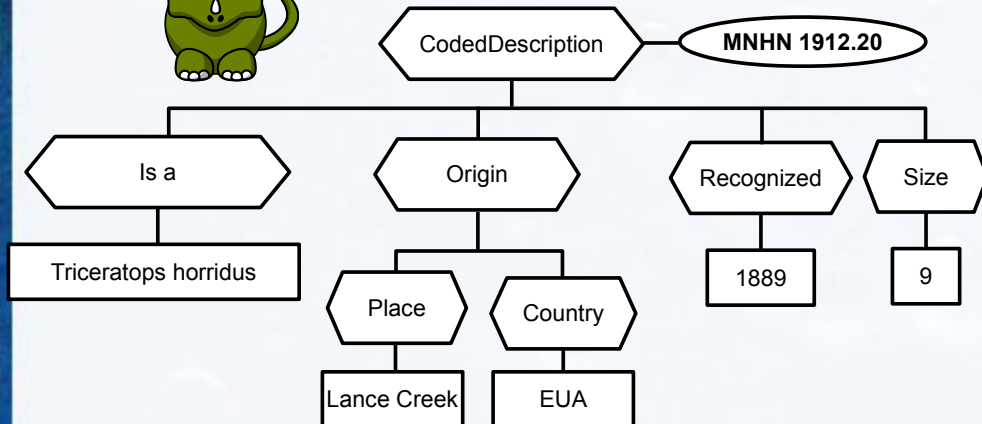 CodedDescription
MNHN 1912.20
Is a
Origin
Recognized
Size
Triceratops horridus
1889
9
Place
Country
Lance Creek
EUA